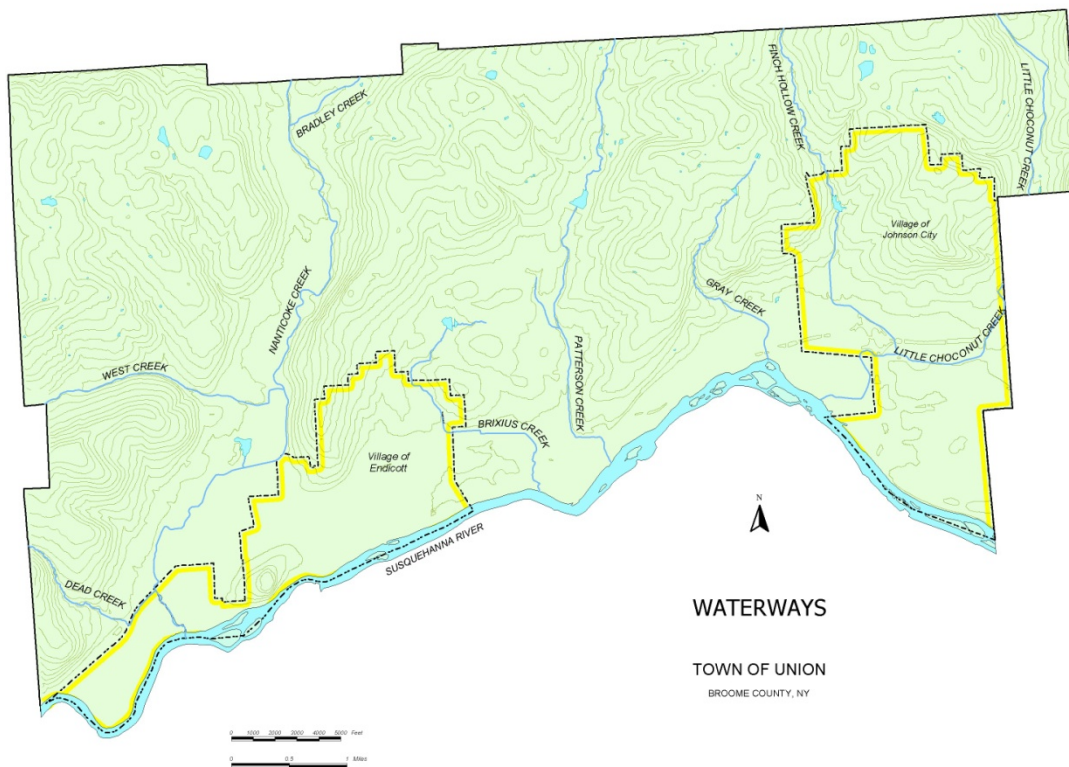 FINCH HOLLOW CREEK
LITTLE CHOCONUT CREEK
BRADLEY CREEK
Village of
Johnson City
NANTICOKE CREEK
GRAY CREEK
LITTLE CHOCONUT CREEK
WEST CREEK
PATTERSON CREEK
BRIXIUS CREEK
Village of
Endicott
SUSQUEHANNA RIVER
DEAD CREEK
N
WATERWAYS
TOWN OF UNION
BROOME COUNTY, NY
0 1000 2000 3000 4000 5000 Feet
0 0.5 1 Miles